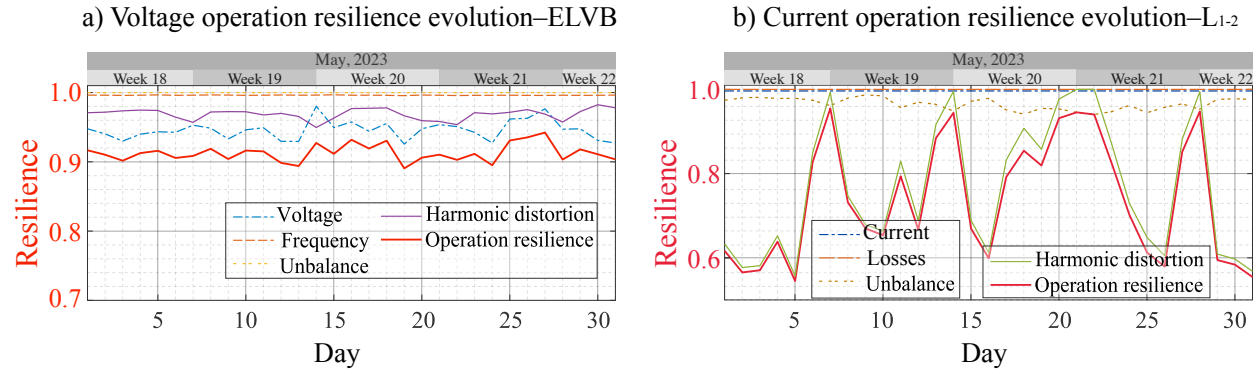 a) Voltage operation resilience evolution–ELVB
May, 2023
Week 18 Week 19 Week 20 Week 21 Week 22
1.0
0.9
0.8
0.7
Resilience
Voltage
Frequency
Unbalance
Harmonic distortion
Operation resilience
5 10 15 20 25 30
Day
b) Current operation resilience evolution–L1-2
May, 2023
Week 18 Week 19 Week 20 Week 21 Week 22
1.0
0.8
0.6
Resilience
Current
Losses
Unbalance
Harmonic distortion
Operation resilience
5 10 15 20 25 30
Day